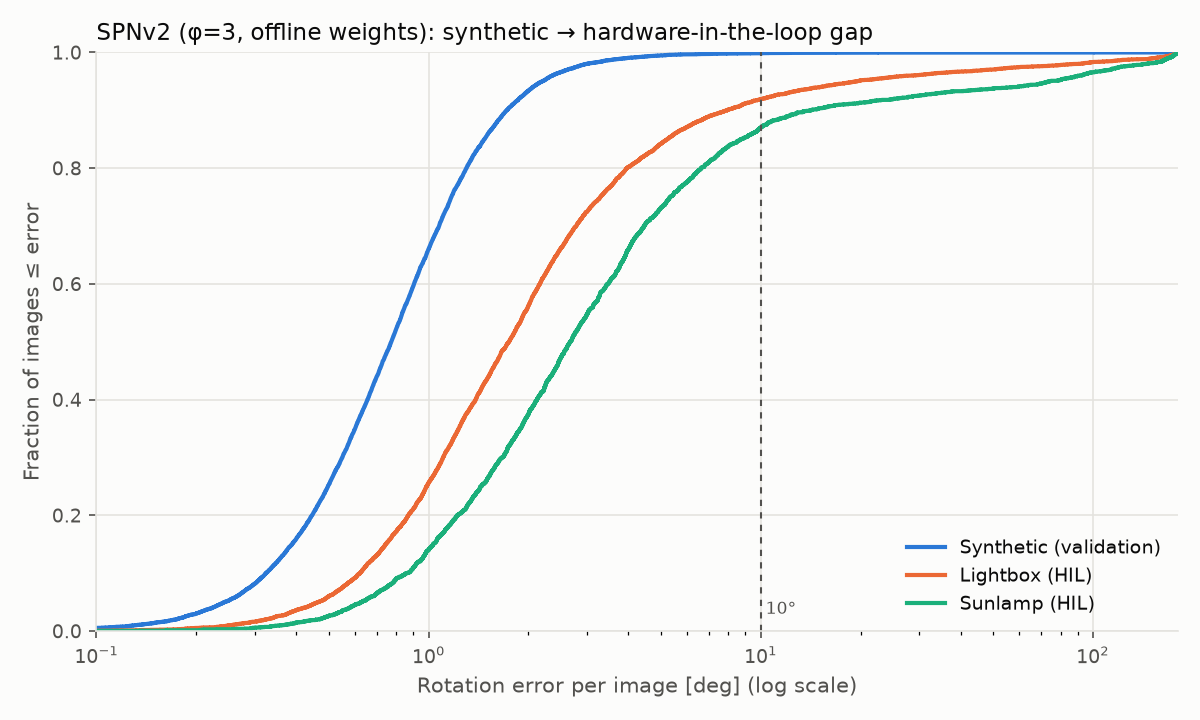 SPNv2 (φ=3, offline weights): synthetic → hardware-in-the-loop gap
Fraction of images ≤ error
1.0
0.8
0.6
0.4
0.2
0.0
10⁻¹
10⁰
10¹
10²
10°
Synthetic (validation)
Lightbox (HIL)
Sunlamp (HIL)
Rotation error per image [deg] (log scale)